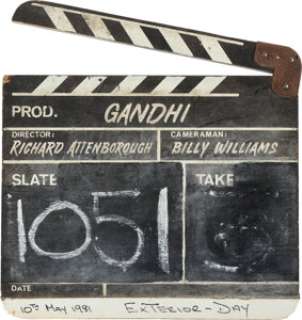 PROD. GANDHI
DIRECTOR: CAMERAMAN:
RICHARD ATTENBOROUGH BILLY WILLIAMS
SLATE TAKE
1051
DATE
10TH MAY 1981 EXTERIOR-DAY